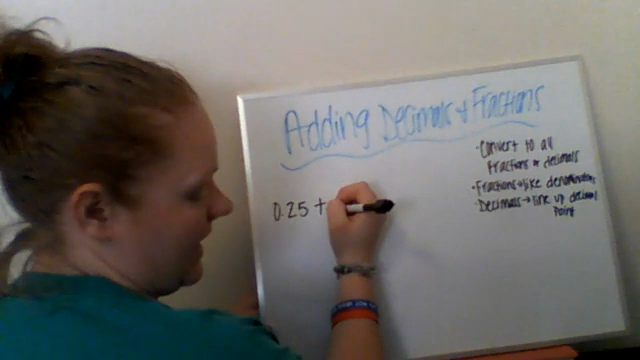 Adding Decimals + Fractions
• Convert to all
fractions or decimals
• Fractions → like denominators
• Decimals → line up decimal
point
0.25 +